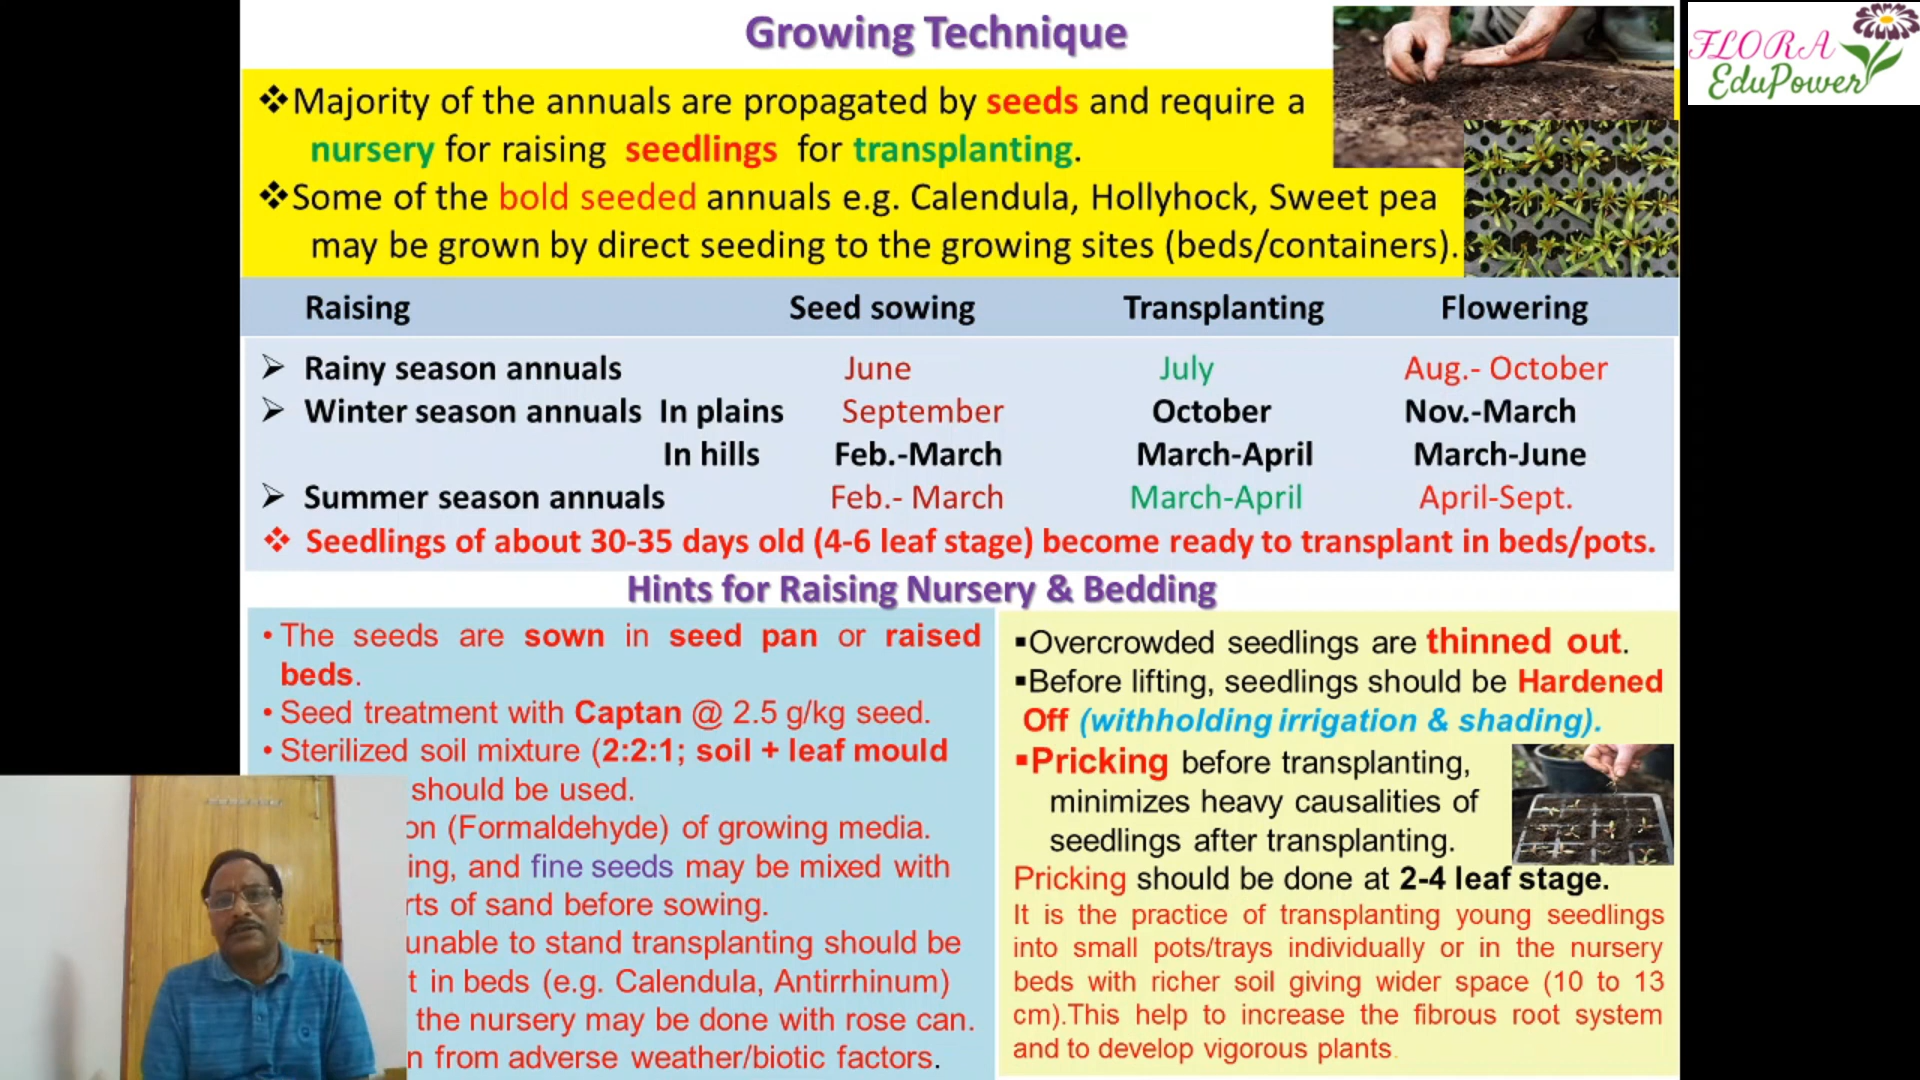 Growing Technique
FLORA
EduPower
❖Majority of the annuals are propagated by seeds and require a
nursery for raising seedlings for transplanting.
❖Some of the bold seeded annuals e.g. Calendula, Hollyhock, Sweet pea
may be grown by direct seeding to the growing sites (beds/containers).
Raising Seed sowing Transplanting Flowering
➢ Rainy season annuals June July Aug.- October
➢ Winter season annuals In plains September October Nov.-March
In hills Feb.-March March-April March-June
➢ Summer season annuals Feb.- March March-April April-Sept.
❖ Seedlings of about 30-35 days old (4-6 leaf stage) become ready to transplant in beds/pots.
Hints for Raising Nursery & Bedding
• The seeds are sown in seed pan or raised
beds.
• Seed treatment with Captan @ 2.5 g/kg seed.
• Sterilized soil mixture (2:2:1; soil + leaf mould
should be used.
on (Formaldehyde) of growing media.
ing, and fine seeds may be mixed with
rts of sand before sowing.
unable to stand transplanting should be
t in beds (e.g. Calendula, Antirrhinum)
the nursery may be done with rose can.
n from adverse weather/biotic factors.
▪Overcrowded seedlings are thinned out.
▪Before lifting, seedlings should be Hardened
Off (withholding irrigation & shading).
▪Pricking before transplanting,
minimizes heavy causalities of
seedlings after transplanting.
Pricking should be done at 2-4 leaf stage.
It is the practice of transplanting young seedlings
into small pots/trays individually or in the nursery
beds with richer soil giving wider space (10 to 13
cm).This help to increase the fibrous root system
and to develop vigorous plants.